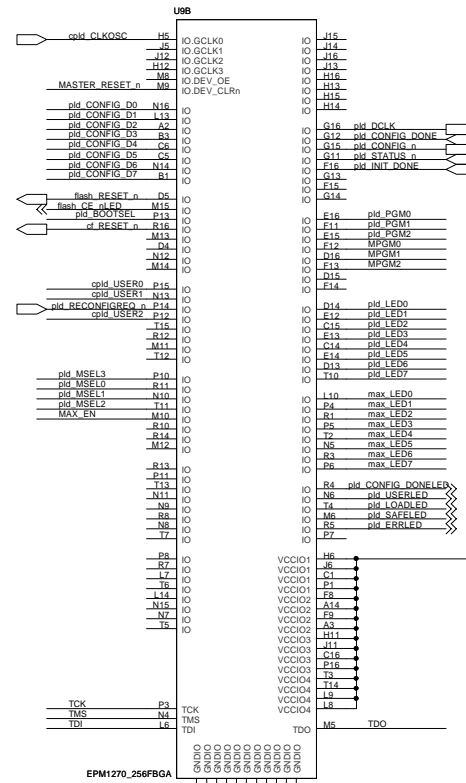 U9B
cpld_CLKOSC H5 IO.GCLK0 IO J15
J5 IO.GCLK1 IO J14
J12 IO.GCLK2 IO J16
H12 IO.GCLK3 IO J13
M8 IO.DEV_OE IO H16
MASTER_RESET_n M9 IO.DEV_CLRn IO H13
IO H15
IO H14
pld_CONFIG_D0 N16 IO
pld_CONFIG_D1 L13 IO IO G16 pld_DCLK
pld_CONFIG_D2 A2 IO IO G12 pld_CONFIG_DONE
pld_CONFIG_D3 B3 IO IO G15 pld_CONFIG_n
pld_CONFIG_D4 C6 IO IO G11 pld_STATUS_n
pld_CONFIG_D5 C5 IO IO F16 pld_INIT_DONE
pld_CONFIG_D6 N14 IO IO G13
pld_CONFIG_D7 B1 IO IO F15
IO G14
flash_RESET_n D5 IO
flash_CE_nLED M15 IO IO E16 pld_PGM0
pld_BOOTSEL P13 IO IO F11 pld_PGM1
cf_RESET_n R16 IO IO E15 pld_PGM2
M13 IO IO F12 MPGM0
D4 IO IO D16 MPGM1
N12 IO IO F13 MPGM2
M14 IO IO D15
IO F14
cpld_USER0 P15 IO
cpld_USER1 N13 IO IO D14 pld_LED0
pld_RECONFIGREQ_n P14 IO IO E12 pld_LED1
cpld_USER2 P12 IO IO C15 pld_LED2
T15 IO IO E13 pld_LED3
R12 IO IO C14 pld_LED4
M11 IO IO E14 pld_LED5
T12 IO IO D13 pld_LED6
IO T10 pld_LED7
pld_MSEL3 P10 IO
pld_MSEL0 R11 IO IO L10 max_LED0
pld_MSEL1 N10 IO IO P4 max_LED1
pld_MSEL2 T11 IO IO R1 max_LED2
MAX_EN M10 IO IO P5 max_LED3
R10 IO IO T2 max_LED4
R14 IO IO N5 max_LED5
M12 IO IO R3 max_LED6
IO P6 max_LED7
R13 IO
P11 IO IO R4 pld_CONFIG_DONELED
T13 IO IO N6 pld_USERLED
N11 IO IO T4 pld_LOADLED
N9 IO IO M6 pld_SAFELED
R8 IO IO R5 pld_ERRLED
N8 IO IO P7
T7 IO
P8 IO VCCIO1 H6
R7 IO VCCIO1 J6
L7 IO VCCIO1 C1
T6 IO VCCIO1 P1
L14 IO VCCIO2 F8
N15 IO VCCIO2 A14
N7 IO VCCIO2 F9
T5 IO VCCIO2 A3
VCCIO3 H11
VCCIO3 J11
VCCIO3 C16
VCCIO3 P16
VCCIO4 T3
VCCIO4 T14
VCCIO4 L9
VCCIO4 L8
TCK P3 TCK
TMS N4 TMS
TDI L6 TDI TDO M5 TDO
GNDIO GNDIO GNDIO GNDIO GNDIO GNDIO GNDIO GNDIO GNDIO GNDIO
EPM1270_256FBGA